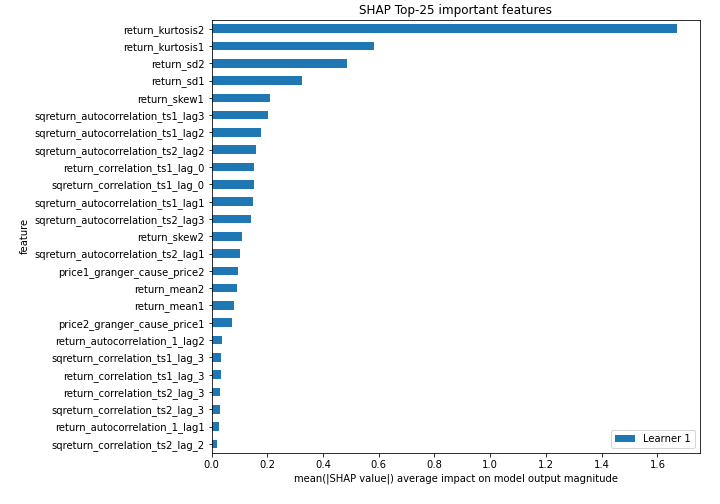 SHAP Top-25 important features
feature
return_kurtosis2
return_kurtosis1
return_sd2
return_sd1
return_skew1
sqreturn_autocorrelation_ts1_lag3
sqreturn_autocorrelation_ts1_lag2
sqreturn_autocorrelation_ts2_lag2
return_correlation_ts1_lag_0
sqreturn_correlation_ts1_lag_0
sqreturn_autocorrelation_ts1_lag1
sqreturn_autocorrelation_ts2_lag3
return_skew2
sqreturn_autocorrelation_ts2_lag1
price1_granger_cause_price2
return_mean2
return_mean1
price2_granger_cause_price1
return_autocorrelation_1_lag2
sqreturn_correlation_ts1_lag_3
return_correlation_ts1_lag_3
return_correlation_ts2_lag_3
sqreturn_correlation_ts2_lag_3
return_autocorrelation_1_lag1
sqreturn_correlation_ts2_lag_2
Learner 1
0.0 0.2 0.4 0.6 0.8 1.0 1.2 1.4 1.6
mean(|SHAP value|) average impact on model output magnitude